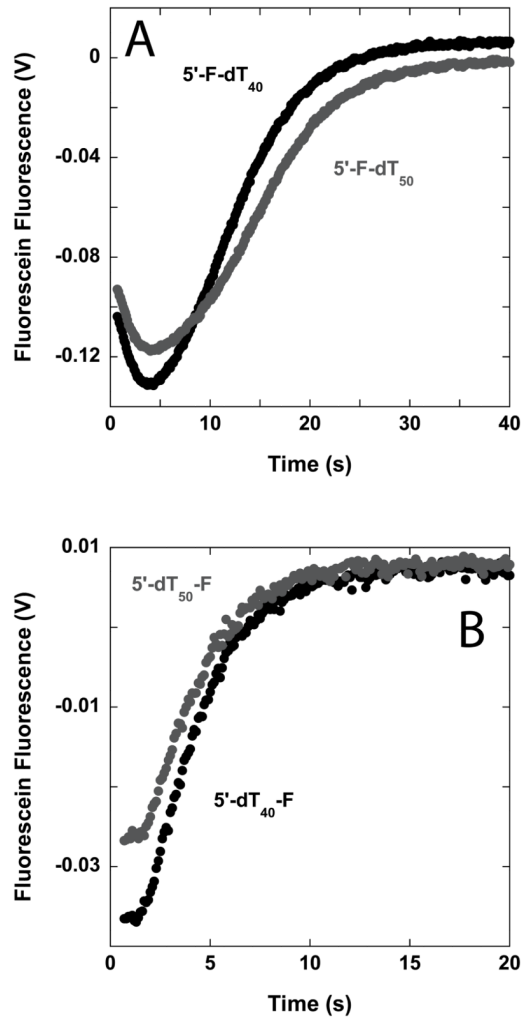 A
5'-F-dT40
5'-F-dT50
Fluorescein Fluorescence (V)
0
-0.04
-0.08
-0.12
0 10 20 30 40
Time (s)
5'-dT50-F
B
5'-dT40-F
Fluorescein Fluorescence (V)
0.01
-0.01
-0.03
0 5 10 15 20
Time (s)